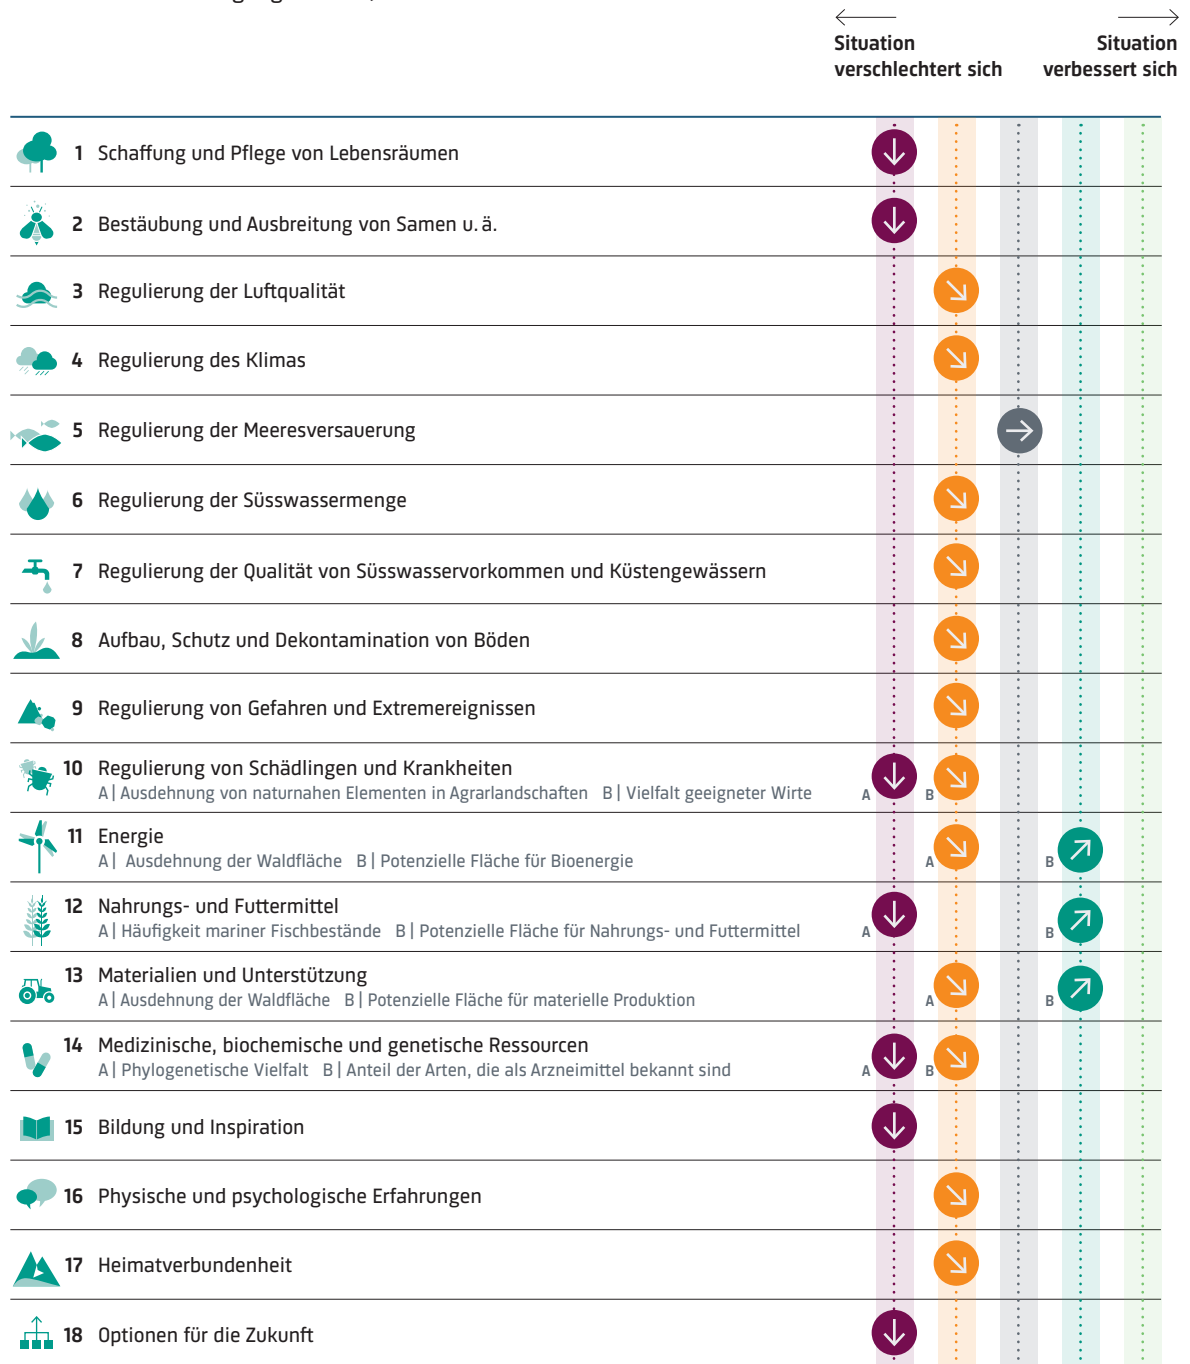 Situation
verschlechtert sich
Situation
verbessert sich
1 Schaffung und Pflege von Lebensräumen
2 Bestäubung und Ausbreitung von Samen u. ä.
3 Regulierung der Luftqualität
4 Regulierung des Klimas
5 Regulierung der Meeresversauerung
6 Regulierung der Süsswassermenge
7 Regulierung der Qualität von Süsswasservorkommen und Küstengewässern
8 Aufbau, Schutz und Dekontamination von Böden
9 Regulierung von Gefahren und Extremereignissen
10 Regulierung von Schädlingen und Krankheiten
A | Ausdehnung von naturnahen Elementen in Agrarlandschaften B | Vielfalt geeigneter Wirte
A B
11 Energie
A | Ausdehnung der Waldfläche B | Potenzielle Fläche für Bioenergie
A B
12 Nahrungs- und Futtermittel
A | Häufigkeit mariner Fischbestände B | Potenzielle Fläche für Nahrungs- und Futtermittel
A B
13 Materialien und Unterstützung
A | Ausdehnung der Waldfläche B | Potenzielle Fläche für materielle Produktion
A B
14 Medizinische, biochemische und genetische Ressourcen
A | Phylogenetische Vielfalt B | Anteil der Arten, die als Arzneimittel bekannt sind
A B
15 Bildung und Inspiration
16 Physische und psychologische Erfahrungen
17 Heimatverbundenheit
18 Optionen für die Zukunft